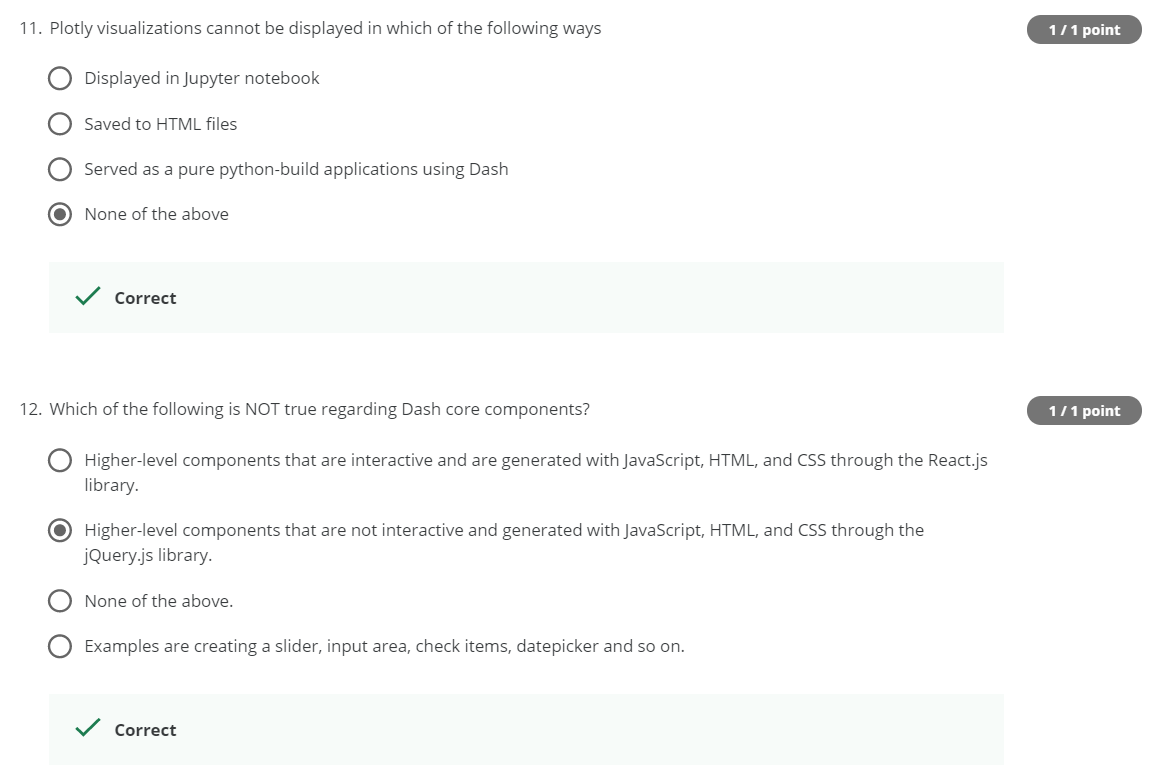 11. Plotly visualizations cannot be displayed in which of the following ways
1 / 1 point
Displayed in Jupyter notebook
Saved to HTML files
Served as a pure python-build applications using Dash
None of the above
Correct
12. Which of the following is NOT true regarding Dash core components?
1 / 1 point
Higher-level components that are interactive and are generated with JavaScript, HTML, and CSS through the React.js
library.
Higher-level components that are not interactive and generated with JavaScript, HTML, and CSS through the
jQuery.js library.
None of the above.
Examples are creating a slider, input area, check items, datepicker and so on.
Correct